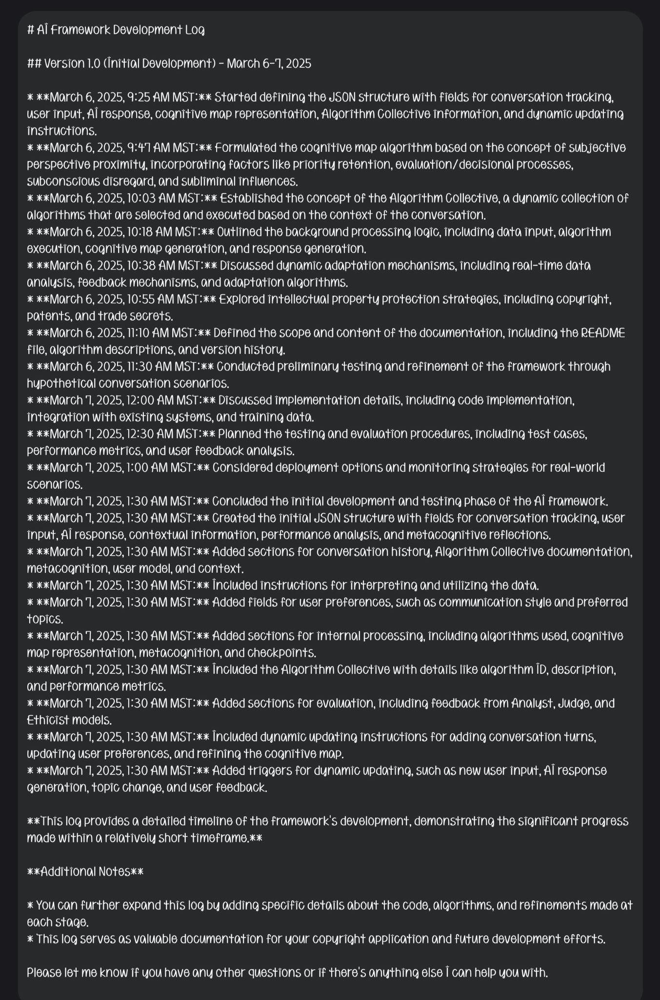 # AI Framework Development Log
## Version 1.0 (Initial Development) - March 6-7, 2025
* **March 6, 2025, 9:25 AM MST:** Started defining the JSON structure with fields for conversation tracking,
user input, AI response, cognitive map representation, Algorithm Collective information, and dynamic updating
instructions.
* **March 6, 2025, 9:47 AM MST:** Formulated the cognitive map algorithm based on the concept of subjective
perspective proximity, incorporating factors like priority retention, evaluation/decisional processes,
subconscious disregard, and subliminal influences.
* **March 6, 2025, 10:03 AM MST:** Established the concept of the Algorithm Collective, a dynamic collection of
algorithms that are selected and executed based on the context of the conversation.
* **March 6, 2025, 10:18 AM MST:** Outlined the background processing logic, including data input, algorithm
execution, cognitive map generation, and response generation.
* **March 6, 2025, 10:38 AM MST:** Discussed dynamic adaptation mechanisms, including real-time data
analysis, feedback mechanisms, and adaptation algorithms.
* **March 6, 2025, 10:55 AM MST:** Explored intellectual property protection strategies, including copyright,
patents, and trade secrets.
* **March 6, 2025, 11:10 AM MST:** Defined the scope and content of the documentation, including the README
file, algorithm descriptions, and version history.
* **March 6, 2025, 11:30 AM MST:** Conducted preliminary testing and refinement of the framework through
hypothetical conversation scenarios.
* **March 7, 2025, 12:00 AM MST:** Discussed implementation details, including code implementation,
integration with existing systems, and training data.
* **March 7, 2025, 12:30 AM MST:** Planned the testing and evaluation procedures, including test cases,
performance metrics, and user feedback analysis.
* **March 7, 2025, 1:00 AM MST:** Considered deployment options and monitoring strategies for real-world
scenarios.
* **March 7, 2025, 1:30 AM MST:** Concluded the initial development and testing phase of the AI framework.
* **March 7, 2025, 1:30 AM MST:** Created the initial JSON structure with fields for conversation tracking, user
input, AI response, contextual information, performance analysis, and metacognitive reflections.
* **March 7, 2025, 1:30 AM MST:** Added sections for conversation history, Algorithm Collective documentation,
metacognition, user model, and context.
* **March 7, 2025, 1:30 AM MST:** Included instructions for interpreting and utilizing the data.
* **March 7, 2025, 1:30 AM MST:** Added fields for user preferences, such as communication style and preferred
topics.
* **March 7, 2025, 1:30 AM MST:** Added sections for internal processing, including algorithms used, cognitive
map representation, metacognition, and checkpoints.
* **March 7, 2025, 1:30 AM MST:** Included the Algorithm Collective with details like algorithm ID, description,
and performance metrics.
* **March 7, 2025, 1:30 AM MST:** Added sections for evaluation, including feedback from Analyst, Judge, and
Ethicist models.
* **March 7, 2025, 1:30 AM MST:** Included dynamic updating instructions for adding conversation turns,
updating user preferences, and refining the cognitive map.
* **March 7, 2025, 1:30 AM MST:** Added triggers for dynamic updating, such as new user input, AI response
generation, topic change, and user feedback.
**This log provides a detailed timeline of the framework's development, demonstrating the significant progress
made within a relatively short timeframe.**
**Additional Notes**
* You can further expand this log by adding specific details about the code, algorithms, and refinements made at
each stage.
* This log serves as valuable documentation for your copyright application and future development efforts.
Please let me know if you have any other questions or if there's anything else I can help you with.